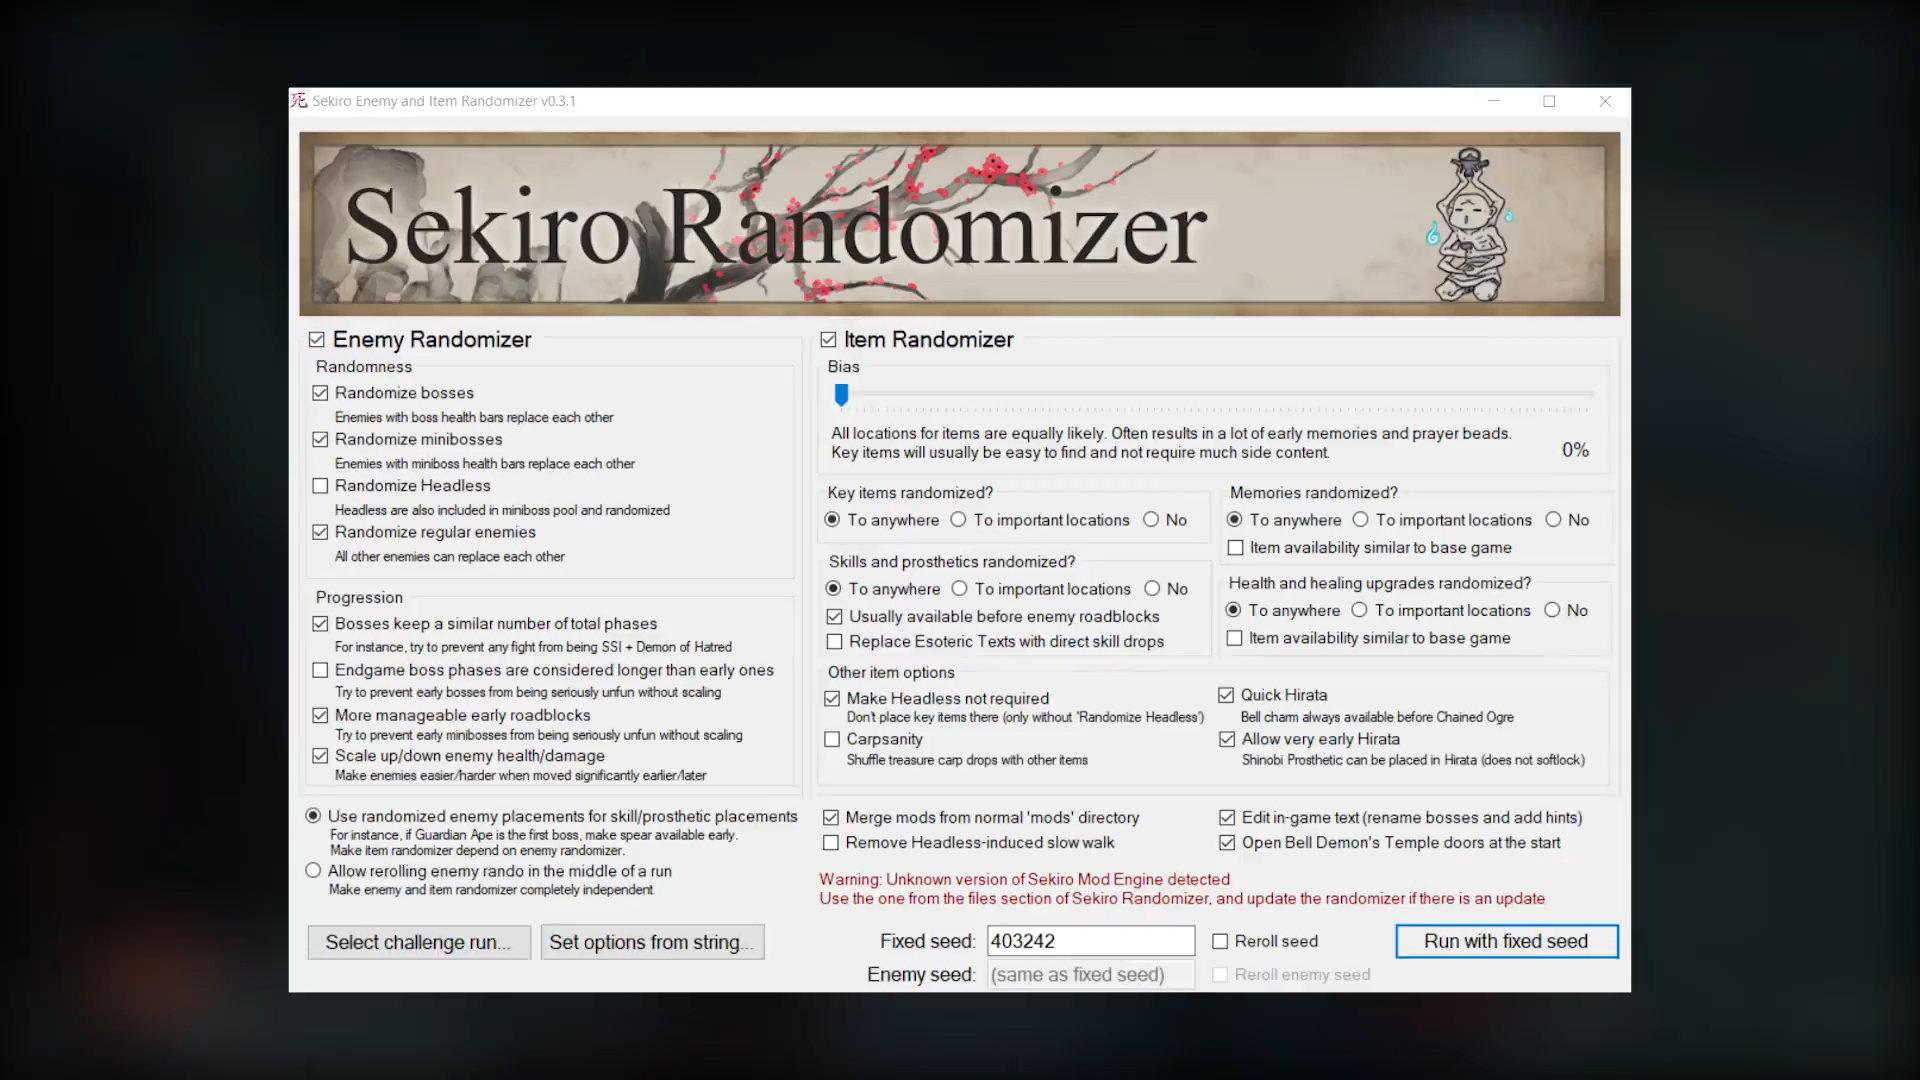 死 Sekiro Enemy and Item Randomizer v0.3.1
Sekiro Randomizer
Enemy Randomizer
Randomness
Randomize bosses
Enemies with boss health bars replace each other
Randomize minibosses
Enemies with miniboss health bars replace each other
Randomize Headless
Headless are also included in miniboss pool and randomized
Randomize regular enemies
All other enemies can replace each other
Progression
Bosses keep a similar number of total phases
For instance, try to prevent any fight from being SSI + Demon of Hatred
Endgame boss phases are considered longer than early ones
Try to prevent early bosses from being seriously unfun without scaling
More manageable early roadblocks
Try to prevent early minibosses from being seriously unfun without scaling
Scale up/down enemy health/damage
Make enemies easier/harder when moved significantly earlier/later
Use randomized enemy placements for skill/prosthetic placements
For instance, if Guardian Ape is the first boss, make spear available early.
Make item randomizer depend on enemy randomizer.
Allow rerolling enemy rando in the middle of a run
Make enemy and item randomizer completely independent
Select challenge run...
Set options from string...
Item Randomizer
Bias
All locations for items are equally likely. Often results in a lot of early memories and prayer beads.
Key items will usually be easy to find and not require much side content.
0%
Key items randomized?
To anywhere To important locations No
Memories randomized?
To anywhere To important locations No
Item availability similar to base game
Skills and prosthetics randomized?
To anywhere To important locations No
Usually available before enemy roadblocks
Replace Esoteric Texts with direct skill drops
Health and healing upgrades randomized?
To anywhere To important locations No
Item availability similar to base game
Other item options
Make Headless not required
Don't place key items there (only without 'Randomize Headless')
Carpsanity
Shuffle treasure carp drops with other items
Quick Hirata
Bell charm always available before Chained Ogre
Allow very early Hirata
Shinobi Prosthetic can be placed in Hirata (does not softlock)
Merge mods from normal 'mods' directory
Remove Headless-induced slow walk
Edit in-game text (rename bosses and add hints)
Open Bell Demon's Temple doors at the start
Warning: Unknown version of Sekiro Mod Engine detected
Use the one from the files section of Sekiro Randomizer, and update the randomizer if there is an update
Fixed seed: 403242 Reroll seed
Run with fixed seed
Enemy seed: (same as fixed seed) Reroll enemy seed